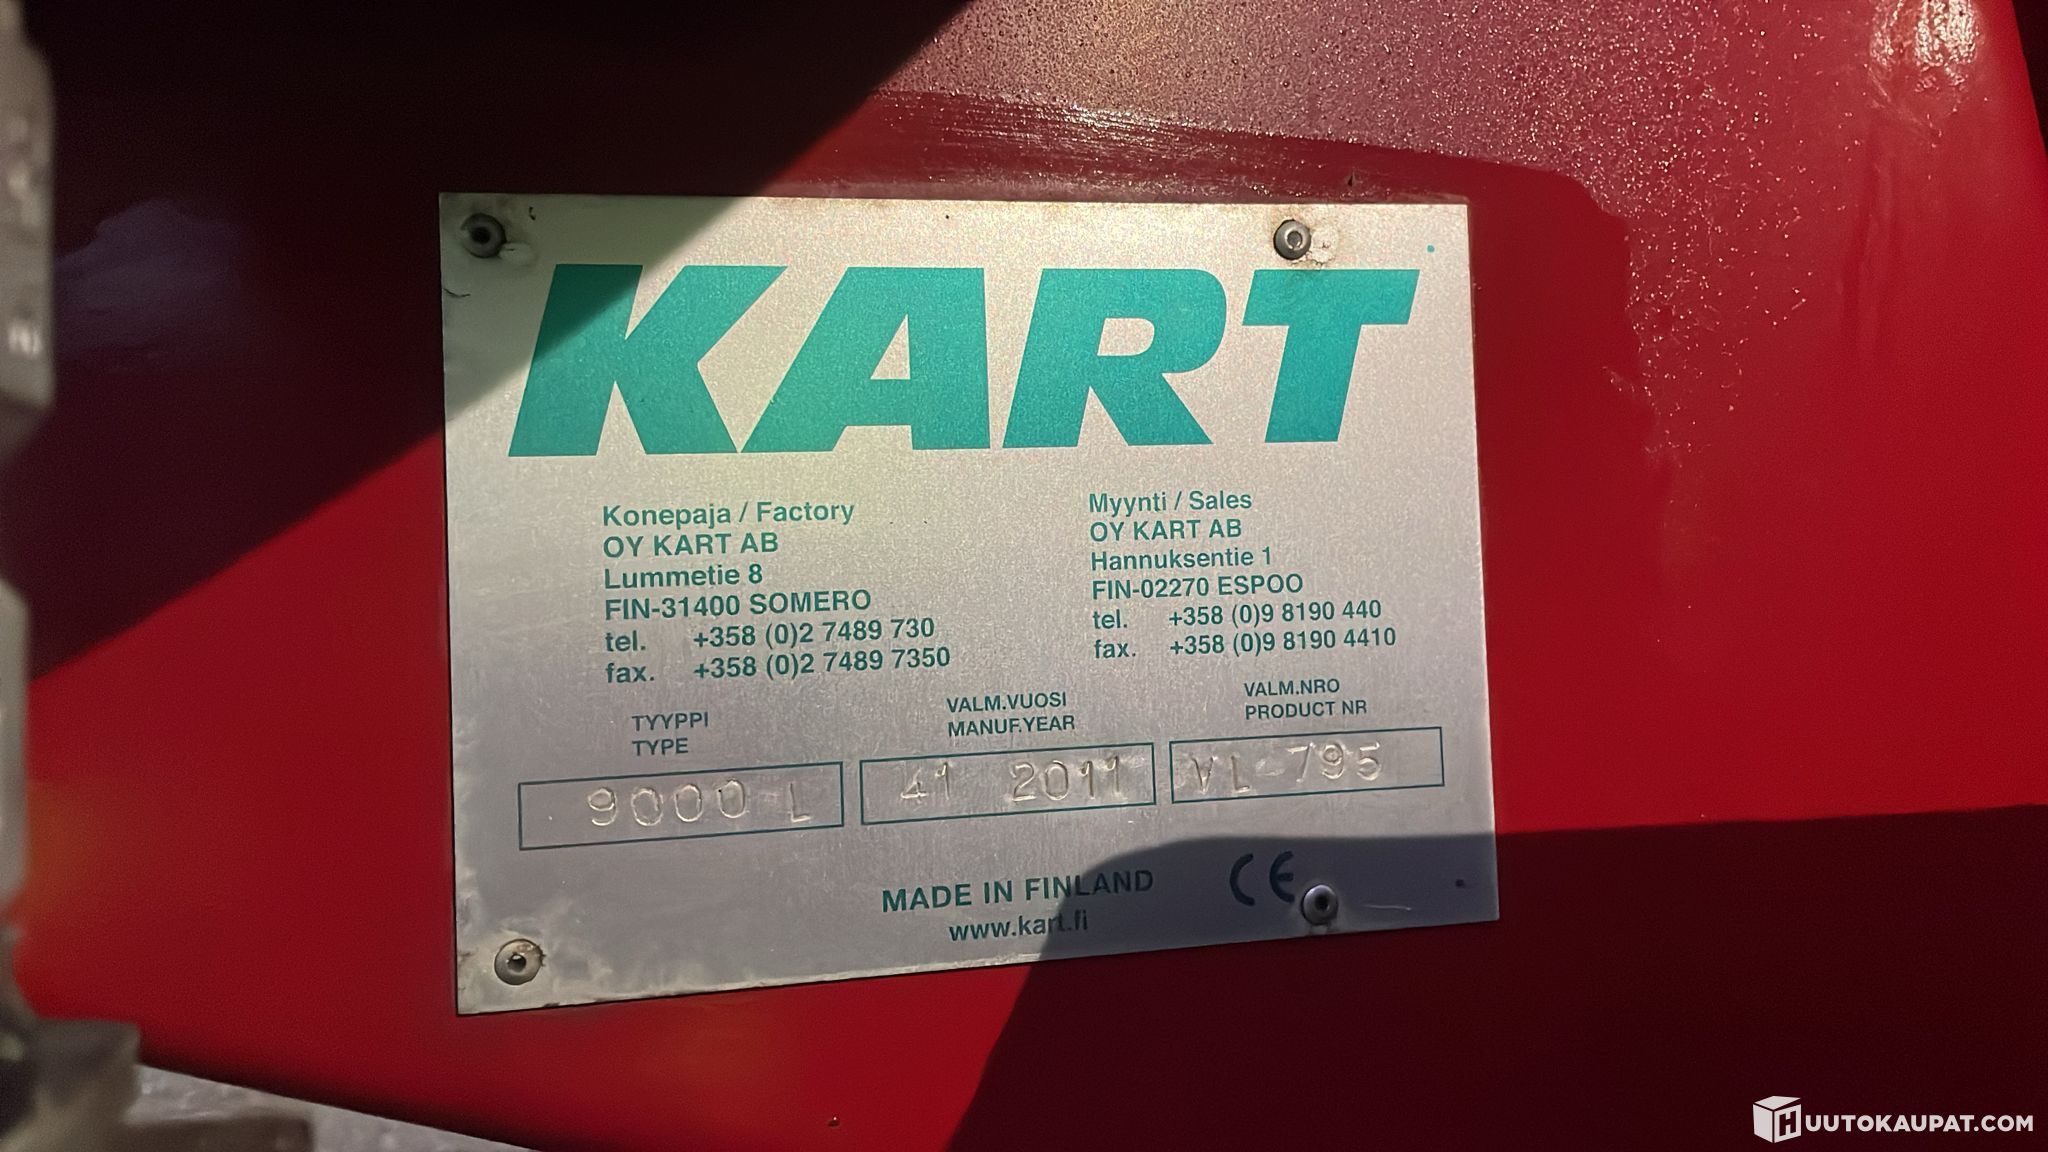 KART
Konepaja / Factory
OY KART AB
Lummetie 8
FIN-31400 SOMERO
tel. +358 (0)2 7489 730
fax. +358 (0)2 7489 7350
Myynti / Sales
OY KART AB
Hannuksentie 1
FIN-02270 ESPOO
tel. +358 (0)9 8190 440
fax. +358 (0)9 8190 4410
TYYPPI
TYPE
9000 L
VALM.VUOSI
MANUF.YEAR
41 2011
VALM.NRO
PRODUCT NR
VL-795
MADE IN FINLAND
www.kart.fi
CE
HUUTOKAUPAT.COM